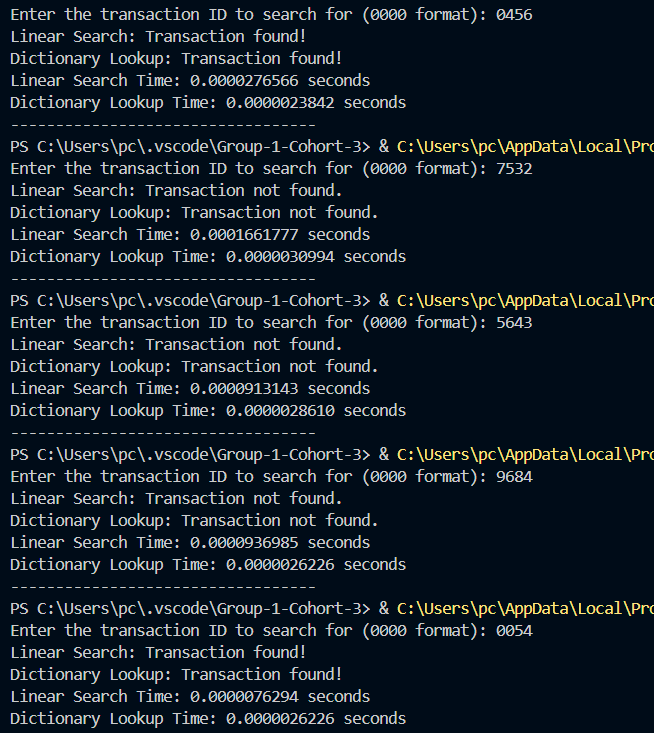 Enter the transaction ID to search for (0000 format): 0456
Linear Search: Transaction found!
Dictionary Lookup: Transaction found!
Linear Search Time: 0.0000276566 seconds
Dictionary Lookup Time: 0.0000023842 seconds
----------------------------------
PS C:\Users\pc\.vscode\Group-1-Cohort-3> & C:\Users\pc\AppData\Local\Pro
Enter the transaction ID to search for (0000 format): 7532
Linear Search: Transaction not found.
Dictionary Lookup: Transaction not found.
Linear Search Time: 0.0001661777 seconds
Dictionary Lookup Time: 0.0000030994 seconds
----------------------------------
PS C:\Users\pc\.vscode\Group-1-Cohort-3> & C:\Users\pc\AppData\Local\Pro
Enter the transaction ID to search for (0000 format): 5643
Linear Search: Transaction not found.
Dictionary Lookup: Transaction not found.
Linear Search Time: 0.0000913143 seconds
Dictionary Lookup Time: 0.0000028610 seconds
----------------------------------
PS C:\Users\pc\.vscode\Group-1-Cohort-3> & C:\Users\pc\AppData\Local\Pro
Enter the transaction ID to search for (0000 format): 9684
Linear Search: Transaction not found.
Dictionary Lookup: Transaction not found.
Linear Search Time: 0.0000936985 seconds
Dictionary Lookup Time: 0.0000026226 seconds
----------------------------------
PS C:\Users\pc\.vscode\Group-1-Cohort-3> & C:\Users\pc\AppData\Local\Pro
Enter the transaction ID to search for (0000 format): 0054
Linear Search: Transaction found!
Dictionary Lookup: Transaction found!
Linear Search Time: 0.0000076294 seconds
Dictionary Lookup Time: 0.0000026226 seconds